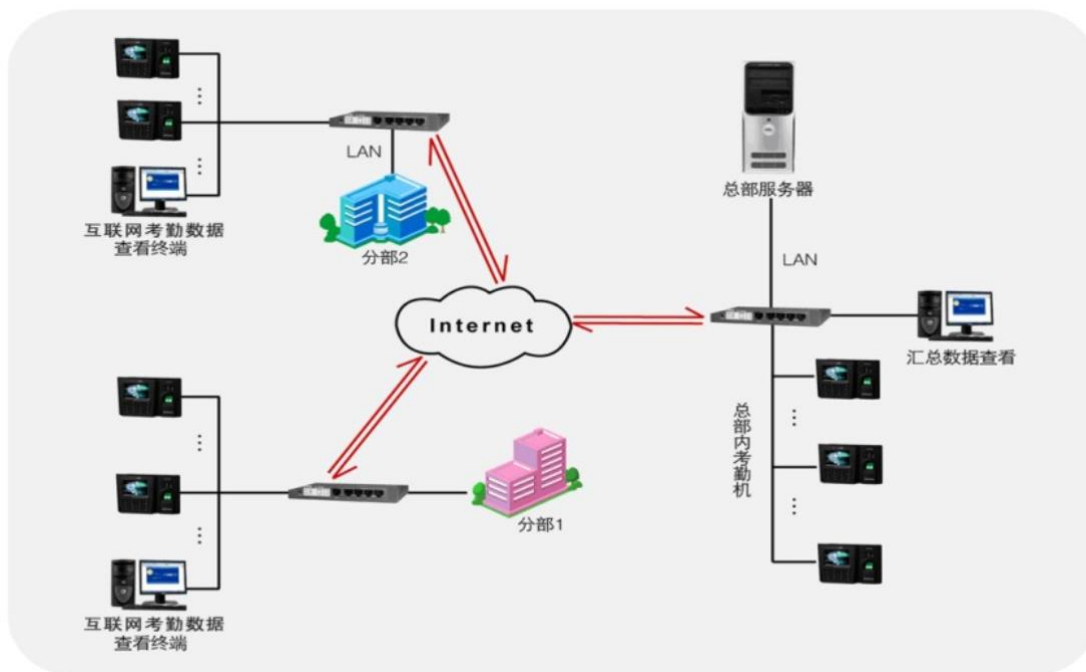 LAN
总部服务器
互联网考勤数据
查看终端
分部2
LAN
Internet
汇总数据查看
总部内考勤机
分部1
互联网考勤数据
查看终端